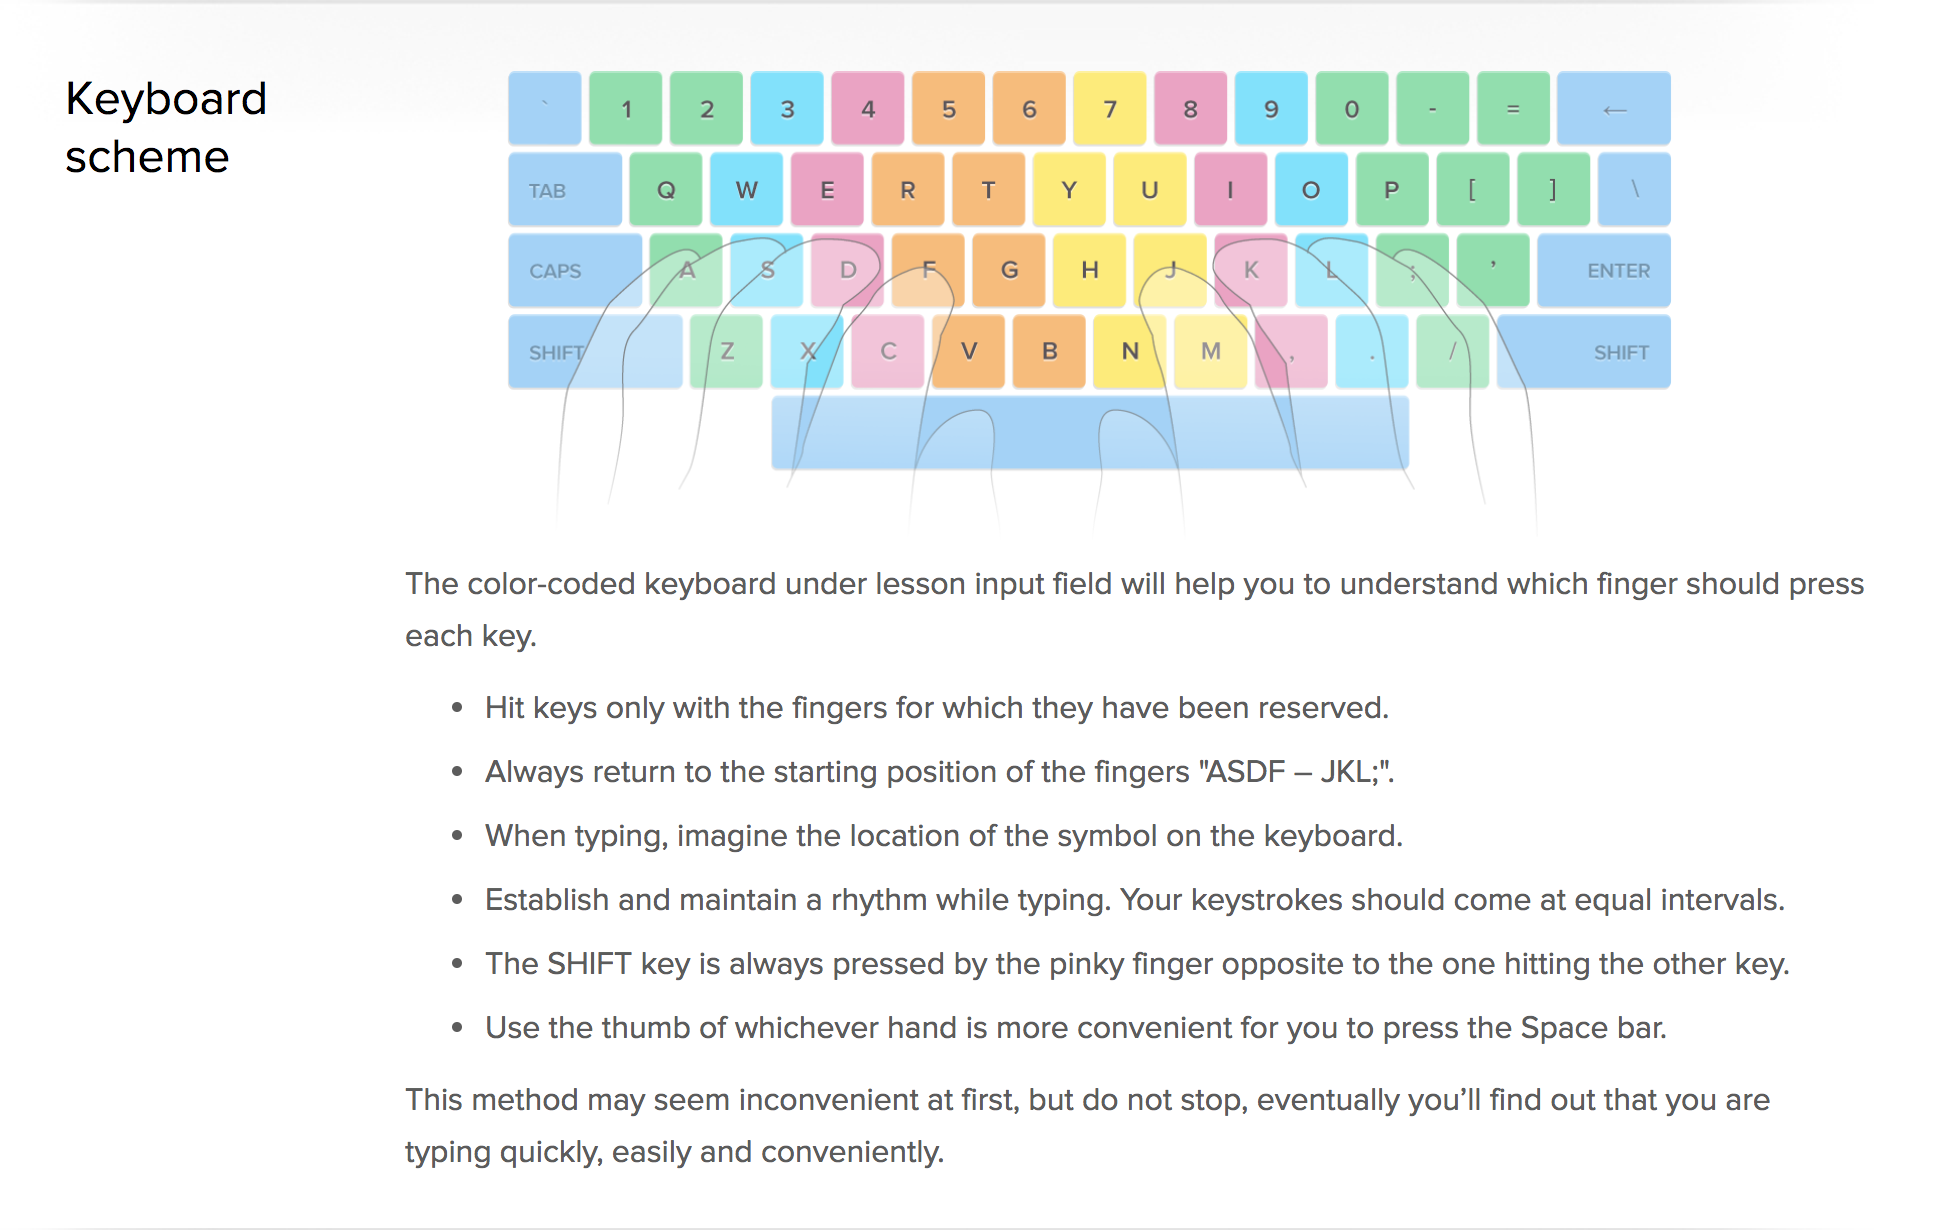 Keyboard
scheme
` 1 2 3 4 5 6 7 8 9 0 - = ←
TAB Q W E R T Y U I O P [ ] \
CAPS A S D F G H J K L ; ’ ENTER
SHIFT Z X C V B N M , . / SHIFT
The color-coded keyboard under lesson input field will help you to understand which finger should press
each key.
• Hit keys only with the fingers for which they have been reserved.
• Always return to the starting position of the fingers "ASDF – JKL;".
• When typing, imagine the location of the symbol on the keyboard.
• Establish and maintain a rhythm while typing. Your keystrokes should come at equal intervals.
• The SHIFT key is always pressed by the pinky finger opposite to the one hitting the other key.
• Use the thumb of whichever hand is more convenient for you to press the Space bar.
This method may seem inconvenient at first, but do not stop, eventually you’ll find out that you are
typing quickly, easily and conveniently.